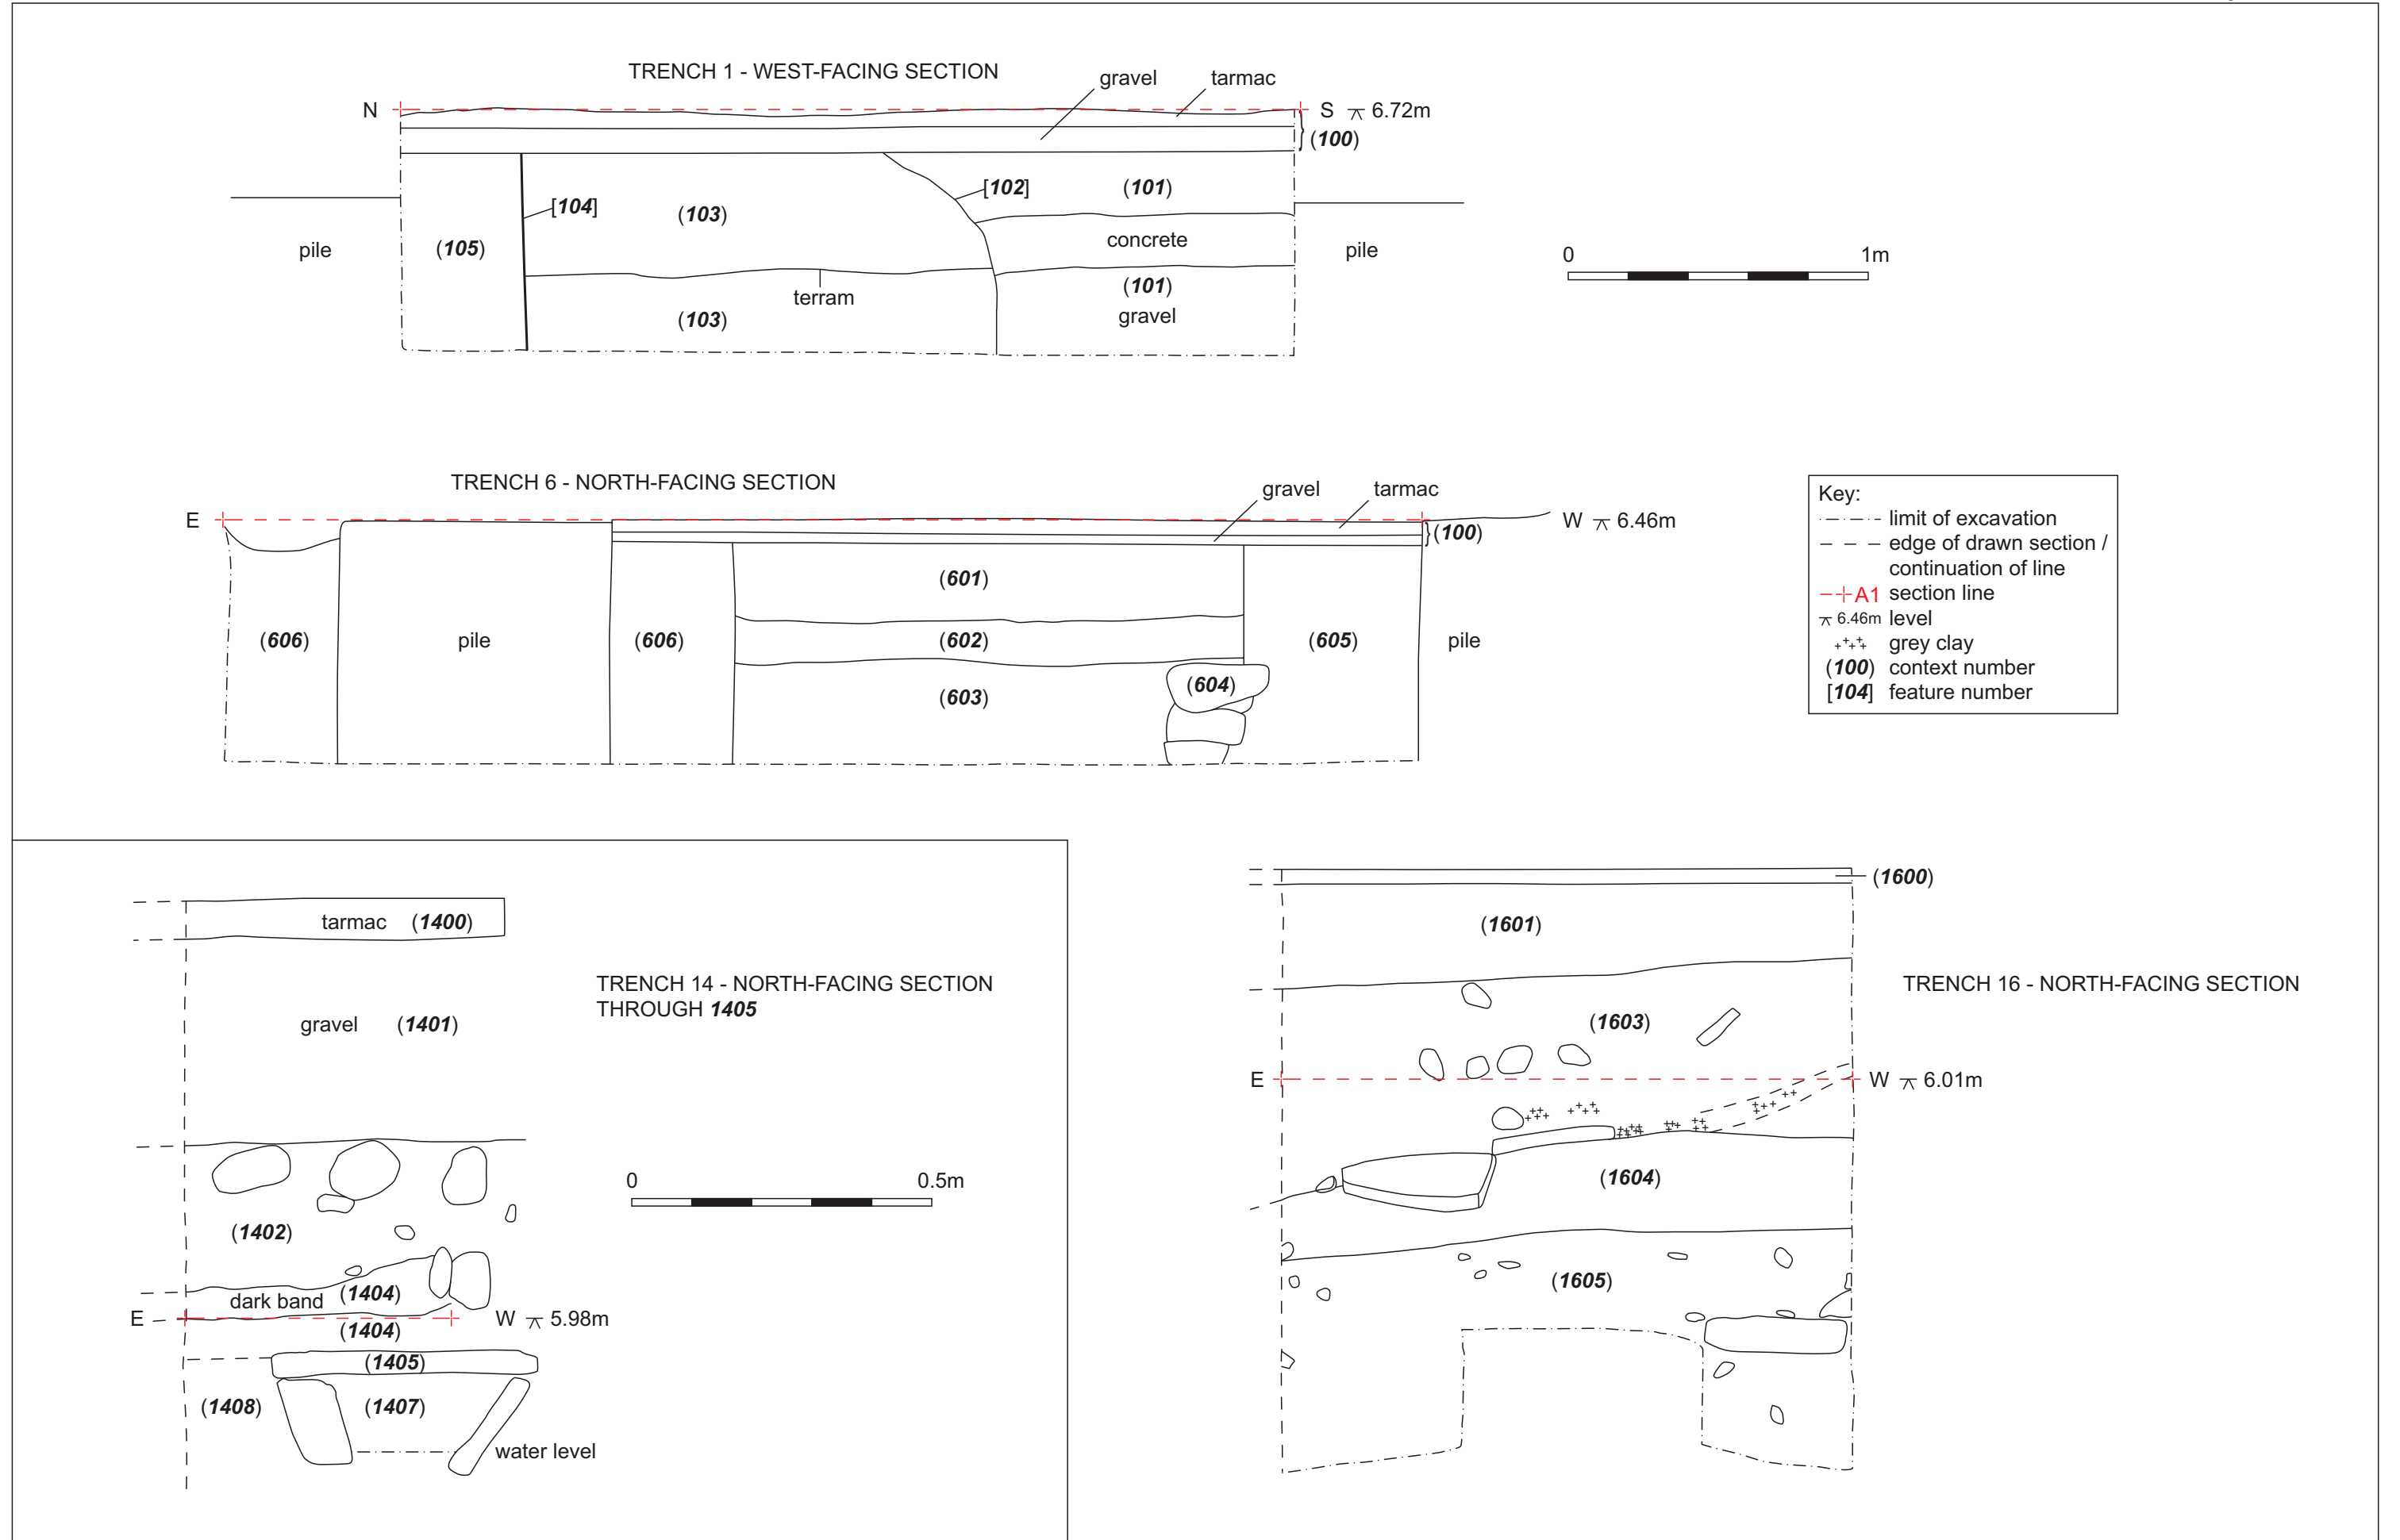 TRENCH 1 - WEST-FACING SECTION
gravel tarmac
N S 6.72m
(100)
[102] (101)
[104] (103)
pile (105) concrete pile
0 1m
(101)
terram
(103) gravel
TRENCH 6 - NORTH-FACING SECTION
gravel tarmac
E W 6.46m
(100)
(601)
(606) pile (606) (602) (605) pile
(604)
(603)
Key:
limit of excavation
edge of drawn section /
continuation of line
A1 section line
6.46m level
grey clay
(100) context number
[104] feature number
tarmac (1400)
TRENCH 14 - NORTH-FACING SECTION
THROUGH 1405
gravel (1401)
0 0.5m
(1402)
dark band (1404)
E W 5.98m
(1404)
(1405)
(1408) (1407)
water level
(1600)
(1601)
TRENCH 16 - NORTH-FACING SECTION
(1603)
E W 6.01m
(1604)
(1605)